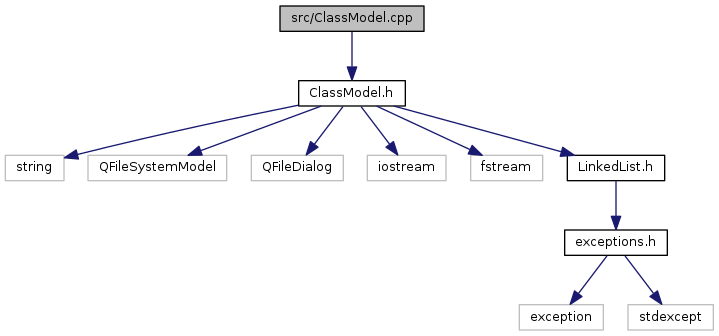 src/ClassModel.cpp
ClassModel.h
string
QFileSystemModel
QFileDialog
iostream
fstream
LinkedList.h
exceptions.h
exception
stdexcept